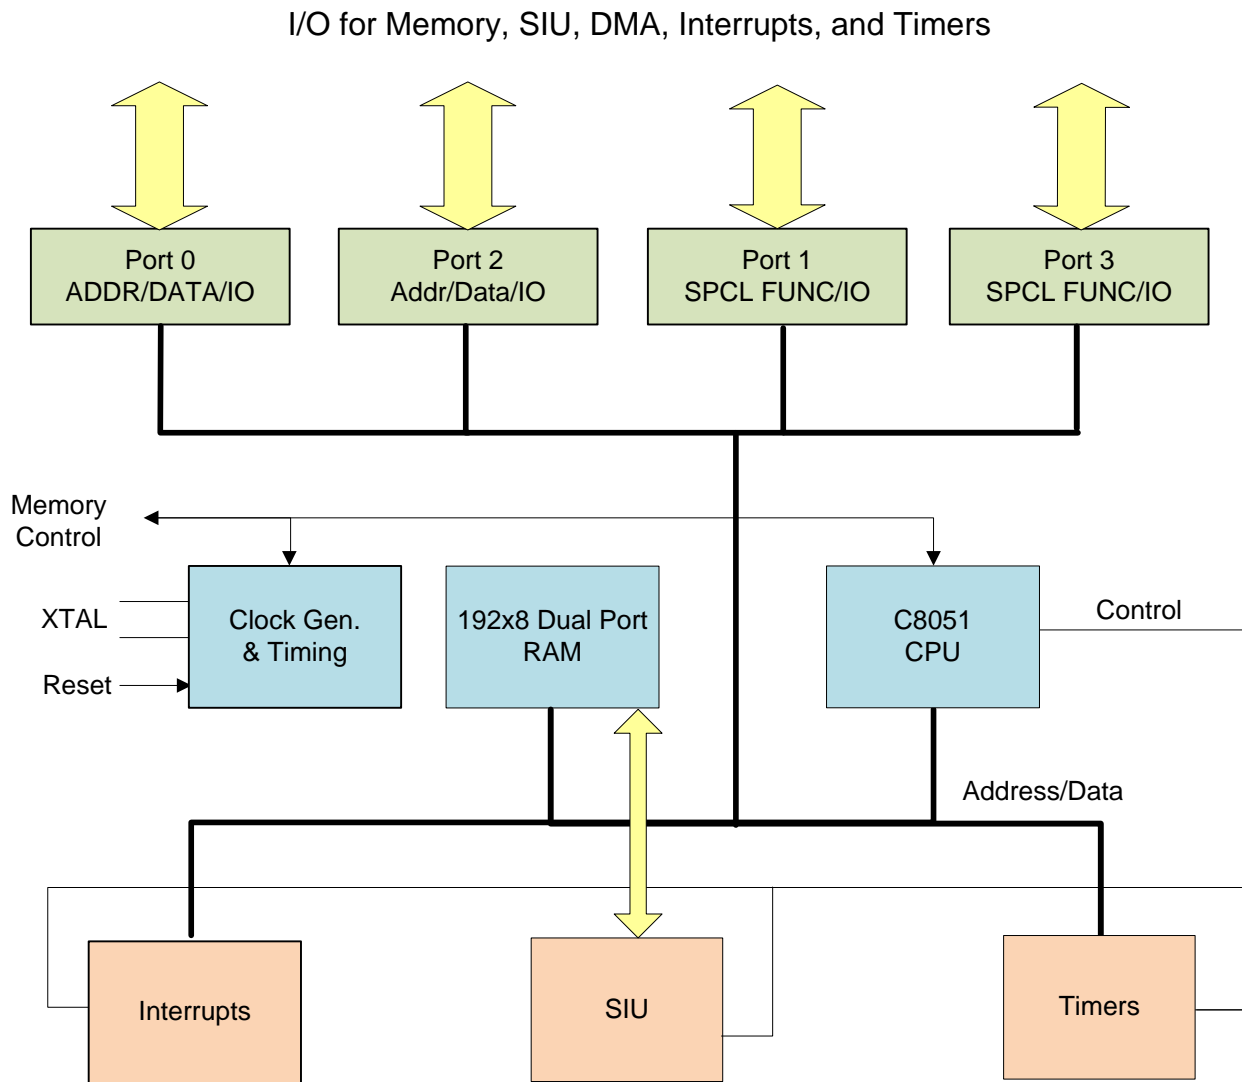 I/O for Memory, SIU, DMA, Interrupts, and Timers
Port 0
ADDR/DATA/IO
Port 2
Addr/Data/IO
Port 1
SPCL FUNC/IO
Port 3
SPCL FUNC/IO
Memory
Control
XTAL
Reset
Clock Gen.
& Timing
192x8 Dual Port
RAM
C8051
CPU
Control
Address/Data
Interrupts
SIU
Timers